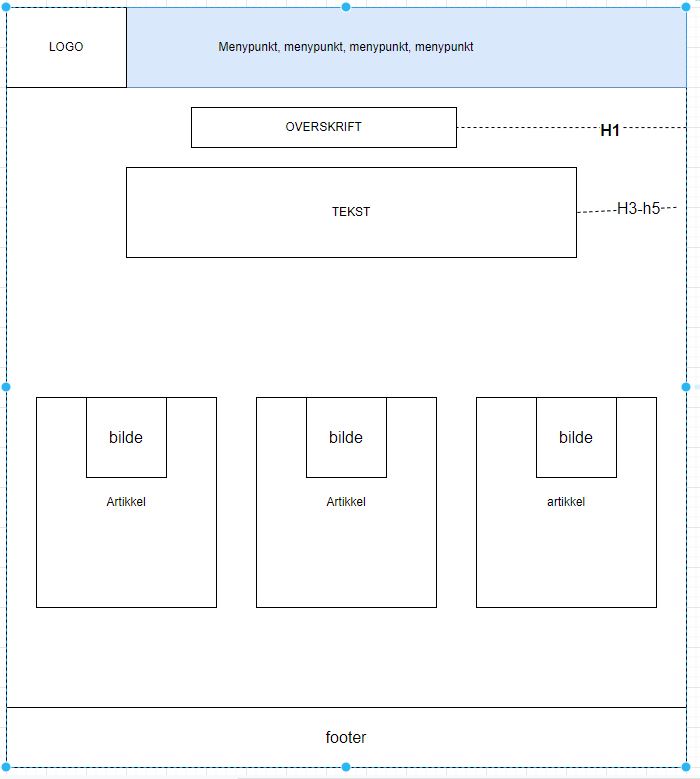 LOGO
Menypunkt, menypunkt, menypunkt, menypunkt
OVERSKRIFT
H1
TEKST
H3-h5
bilde
bilde
bilde
Artikkel
Artikkel
artikkel
footer